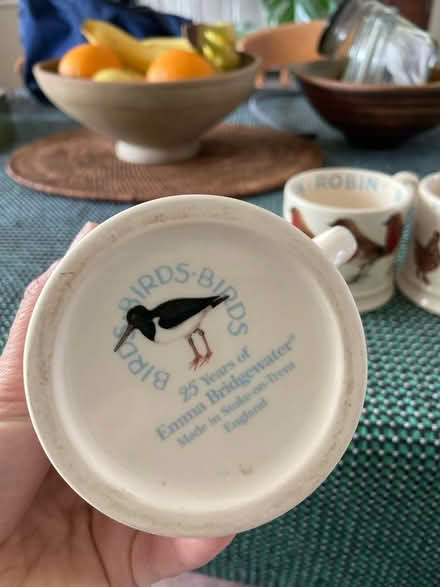 BIRDS·BIRDS·BIRDS
25 Years of
Emma Bridgewater®
Made in Stoke-on-Trent
England
ROBIN